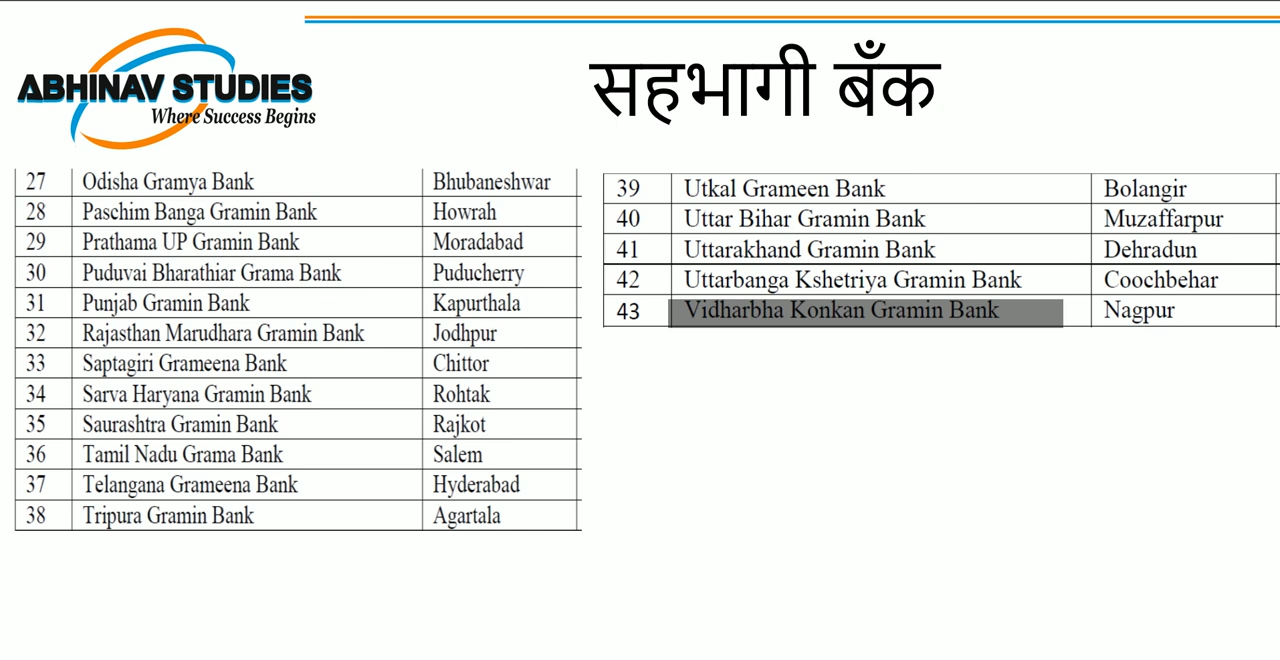 ABHINAV STUDIES
Where Success Begins
सहभागी बँक
27 Odisha Gramya Bank Bhubaneshwar
28 Paschim Banga Gramin Bank Howrah
29 Prathama UP Gramin Bank Moradabad
30 Puduvai Bharathiar Grama Bank Puducherry
31 Punjab Gramin Bank Kapurthala
32 Rajasthan Marudhara Gramin Bank Jodhpur
33 Saptagiri Grameena Bank Chittor
34 Sarva Haryana Gramin Bank Rohtak
35 Saurashtra Gramin Bank Rajkot
36 Tamil Nadu Grama Bank Salem
37 Telangana Grameena Bank Hyderabad
38 Tripura Gramin Bank Agartala
39 Utkal Grameen Bank Bolangir
40 Uttar Bihar Gramin Bank Muzaffarpur
41 Uttarakhand Gramin Bank Dehradun
42 Uttarbanga Kshetriya Gramin Bank Coochbehar
43 Vidharbha Konkan Gramin Bank Nagpur